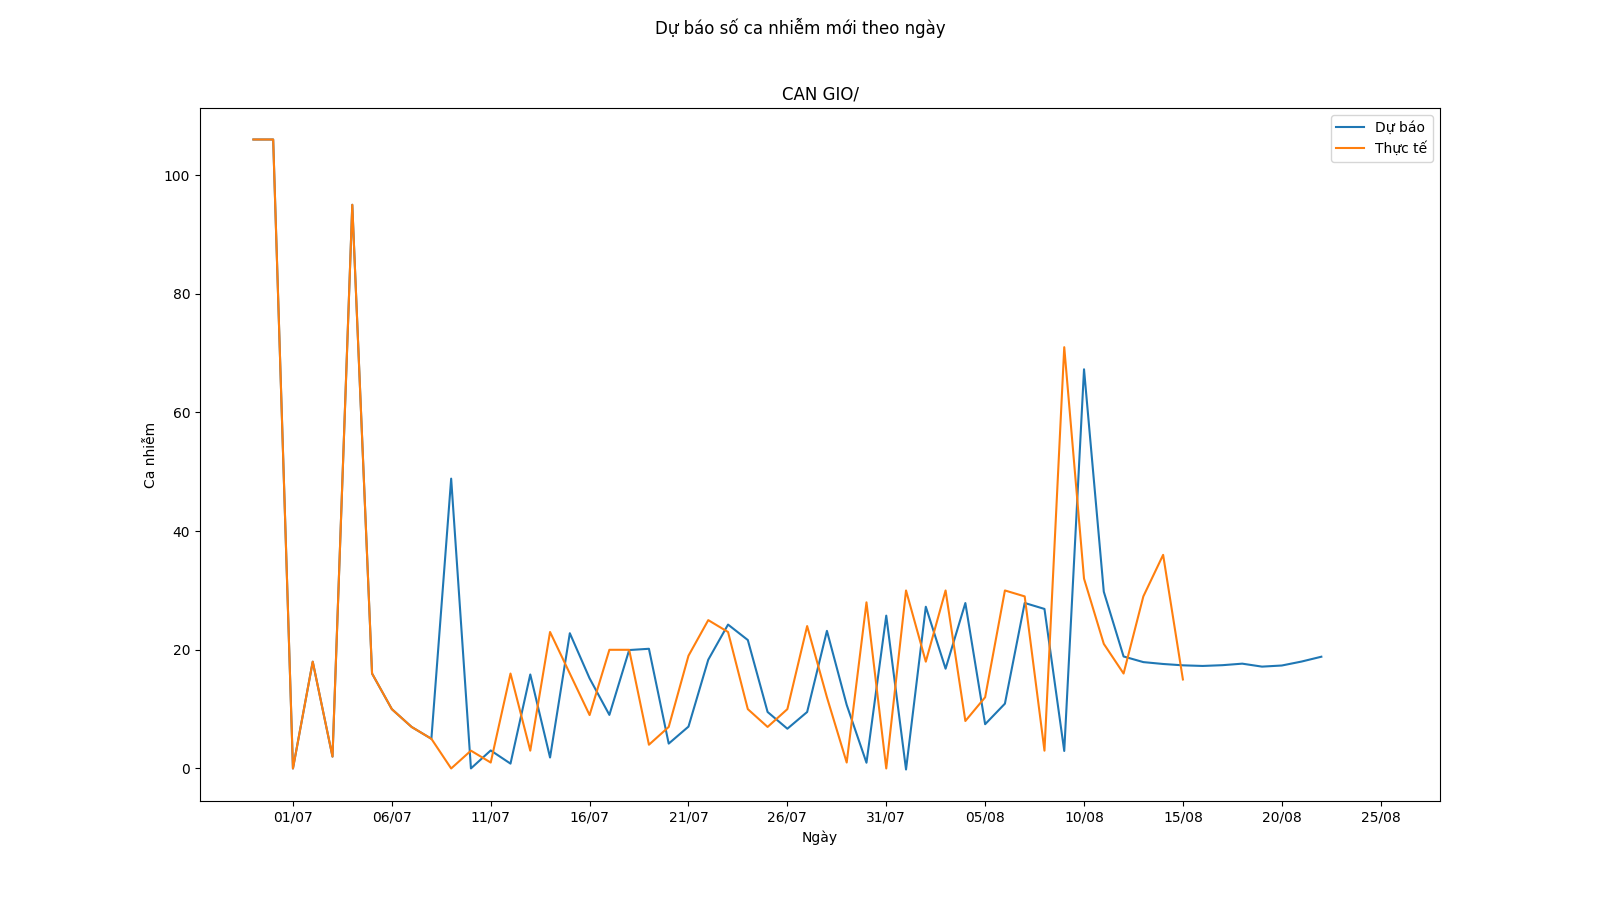 Dự báo số ca nhiễm mới theo ngày
CAN GIO/
Dự báo
Thực tế
100
80
60
40
20
0
Ca nhiễm
01/07 06/07 11/07 16/07 21/07 26/07 31/07 05/08 10/08 15/08 20/08 25/08
Ngày